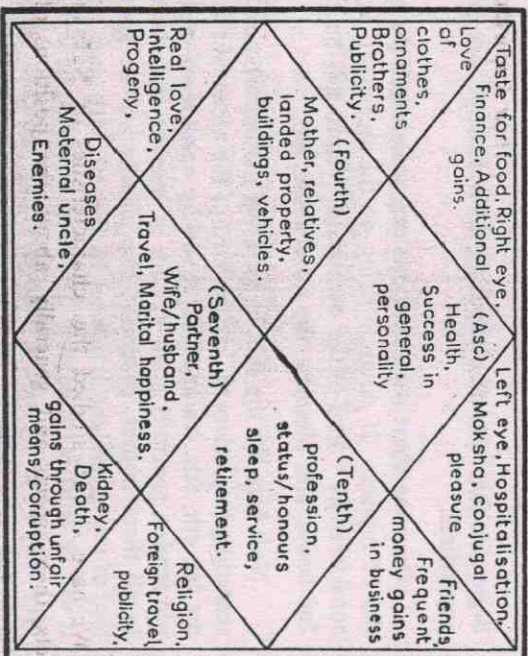 Taste for food, Right eye,
Finance, Additional
gains.
Love
of
clothes,
ornaments
Brothers,
Publicity.
(Asc)
Health,
Success in
general,
personality
Left eye, Hospitalisation,
Moksha, conjugal
pleasure
Friends,
Frequent
money gains
in business
(Fourth)
Mother, relatives,
landed property,
buildings, vehicles.
(Tenth)
profession,
status/honours
sleep, service,
retirement.
Real love,
Intelligence,
Progeny,
Diseases
Maternal uncle,
Enemies.
(Seventh)
Partner,
Wife/husband,
Travel, Marital happiness.
Kidney,
Death,
gains through unfair
means/corruption.
Religion,
Foreign travel,
publicity,